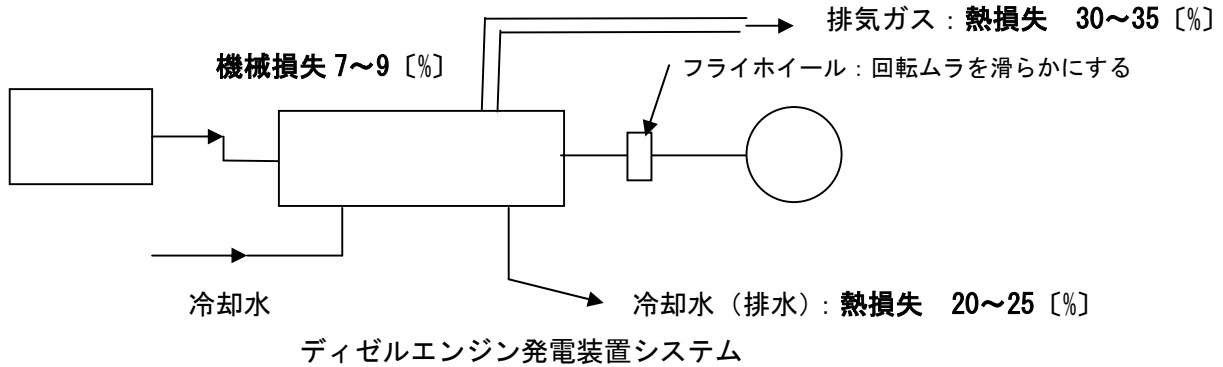 排気ガス：熱損失　30～35〔％〕
機械損失 7～9〔％〕
フライホイール：回転ムラを滑らかにする
冷却水
冷却水（排水）：熱損失　20～25〔％〕
ディゼルエンジン発電装置システム